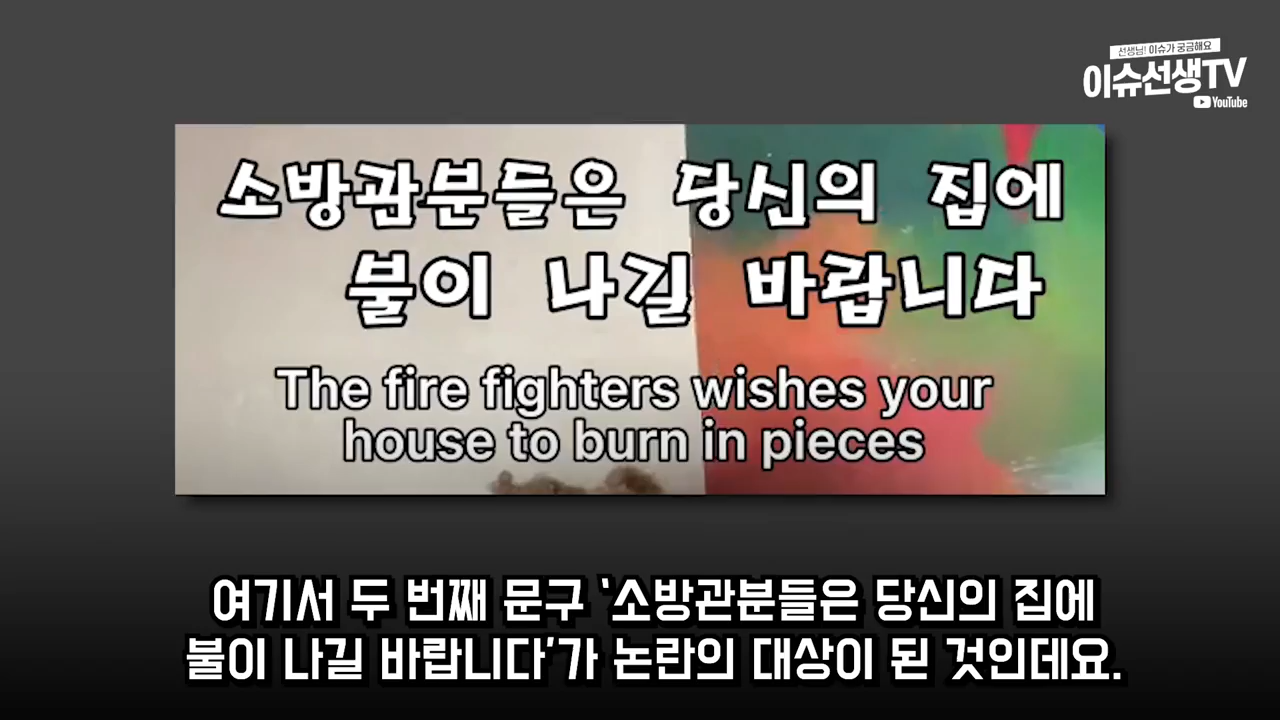 선생님! 이슈가 궁금해요
이슈선생TV
YouTube
소방관분들은 당신의 집에
불이 나길 바랍니다
The fire fighters wishes your
house to burn in pieces
여기서 두 번째 문구 '소방관분들은 당신의 집에
불이 나길 바랍니다'가 논란의 대상이 된 것인데요.